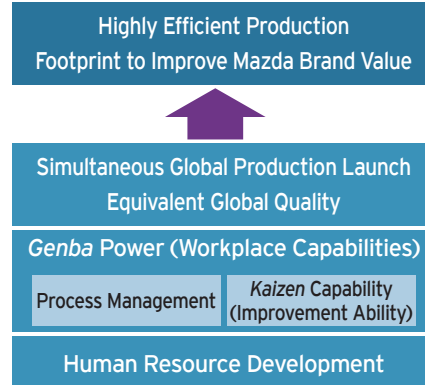 Highly Efficient Production
Footprint to Improve Mazda Brand Value
Simultaneous Global Production Launch
Equivalent Global Quality
Genba Power (Workplace Capabilities)
Process Management
Kaizen Capability
(Improvement Ability)
Human Resource Development